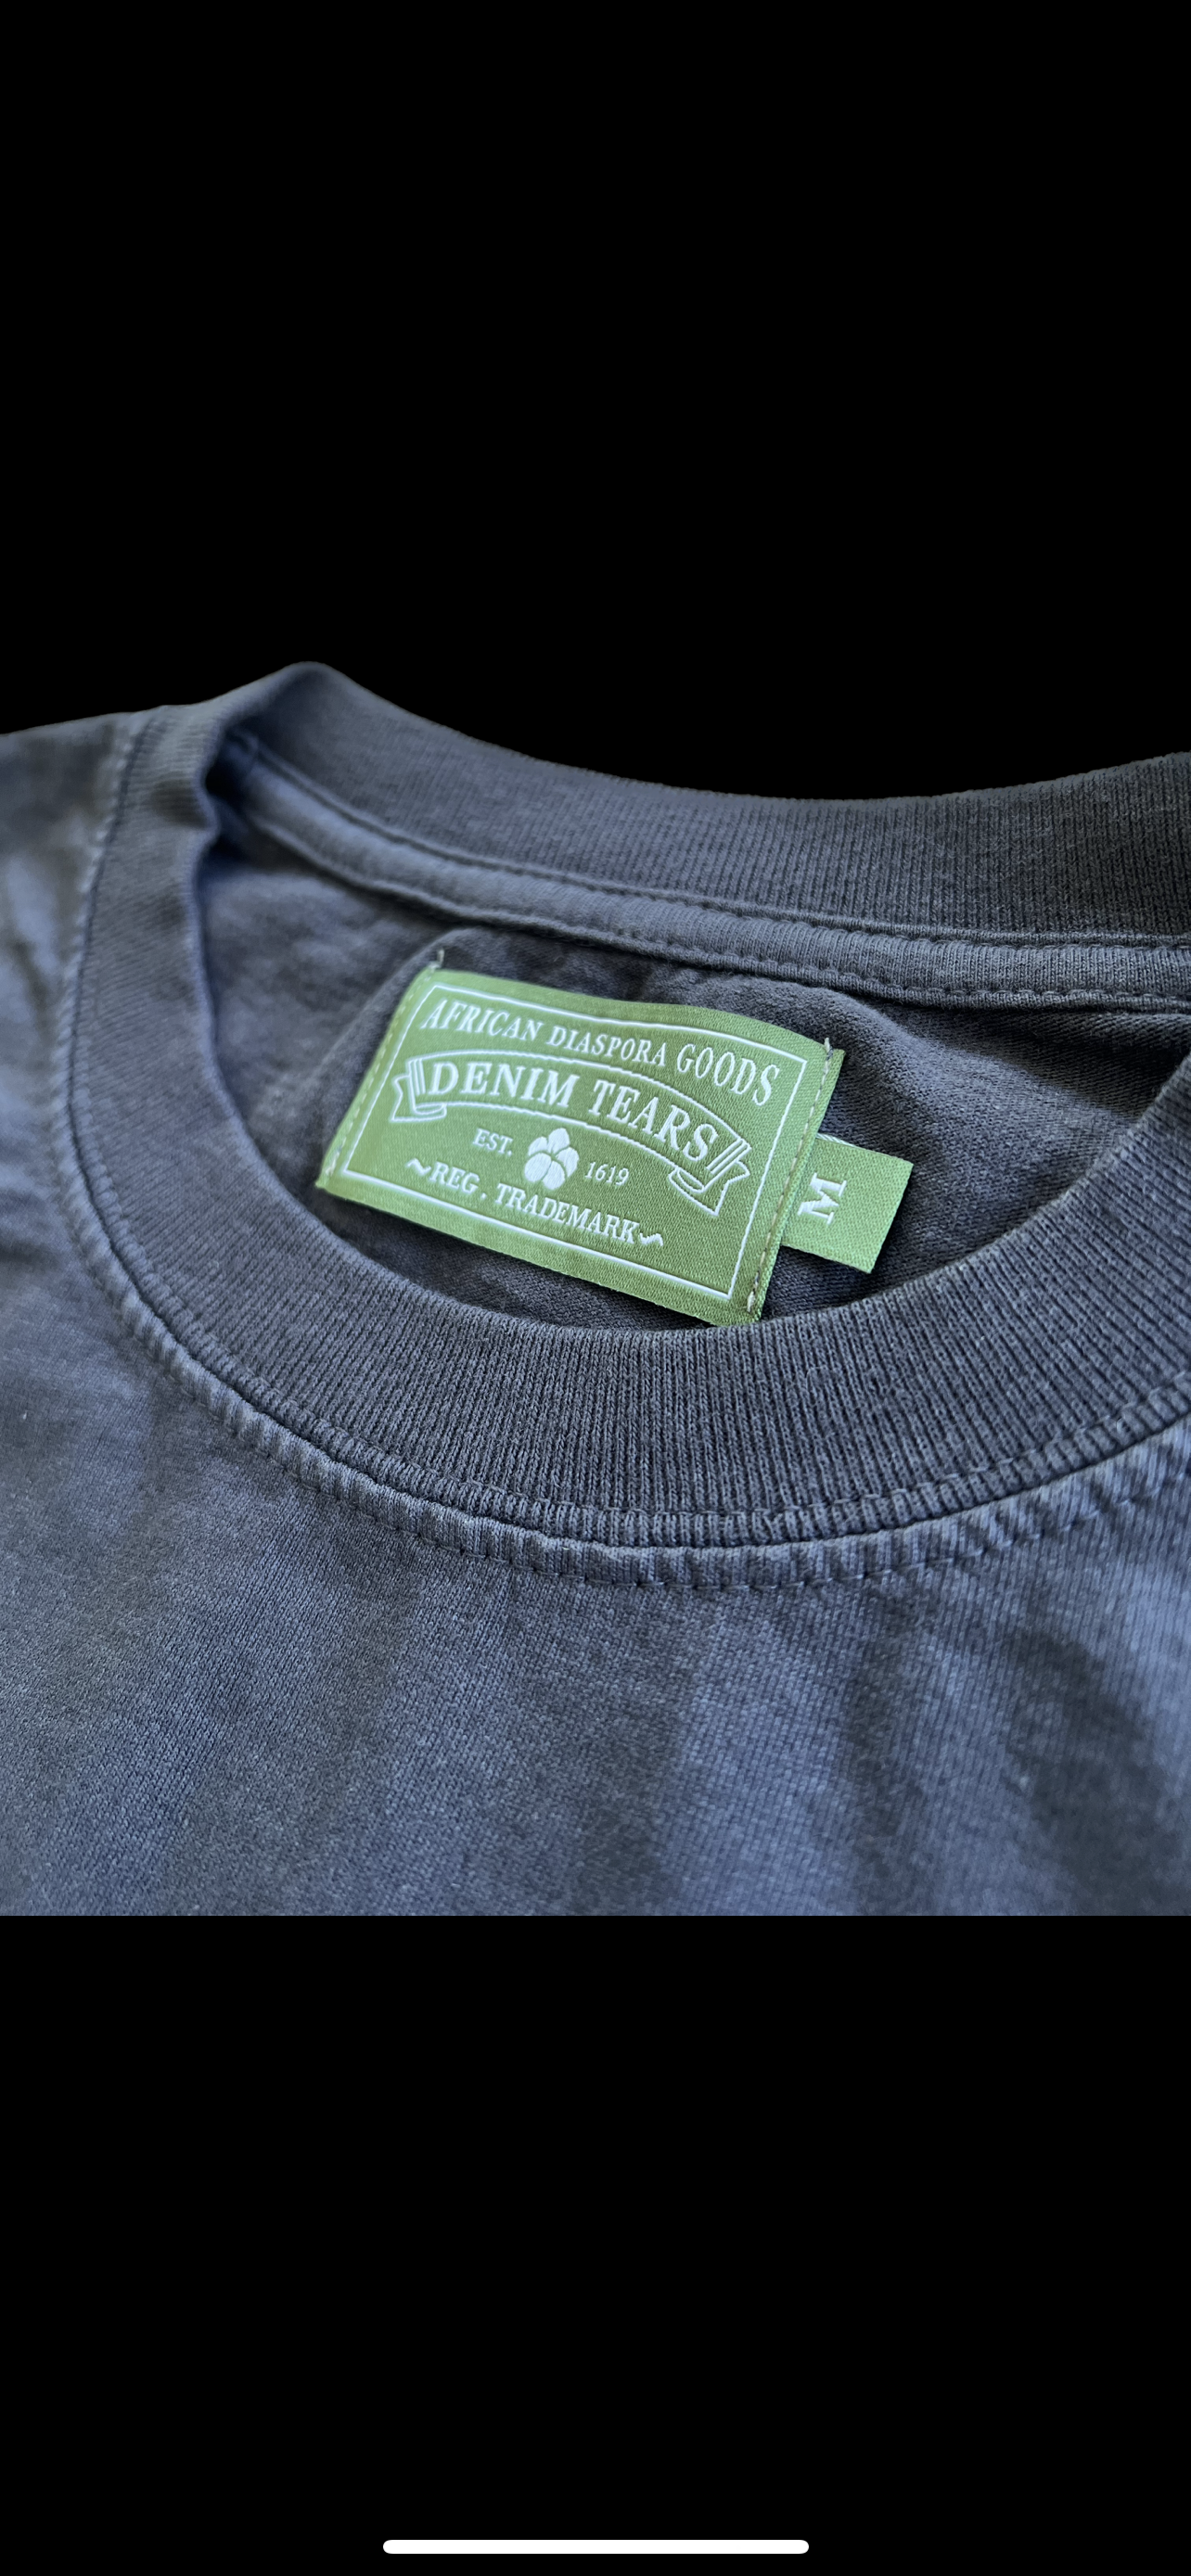 AFRICAN DIASPORA GOODS
DENIM TEARS
EST. 1619
~REG. TRADEMARK~
M